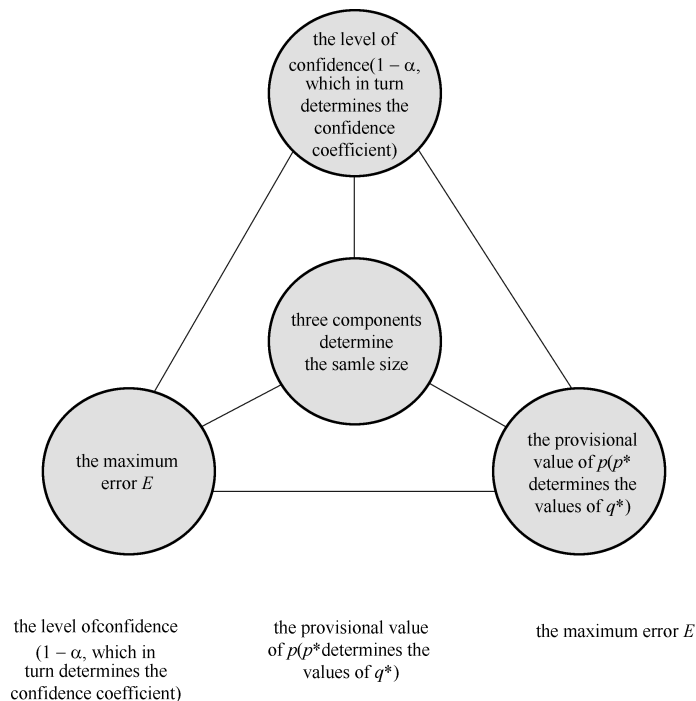 the level of
confidence(1 – α,
which in turn
determines the
confidence
coefficient)
three components
determine
the samle size
the maximum
error E
the provisional
value of p(p*
determines the
values of q*)
the level ofconfidence
(1 – α, which in
turn determines the
confidence coefficient)
the provisional value
of p(p*determines the
values of q*)
the maximum error E